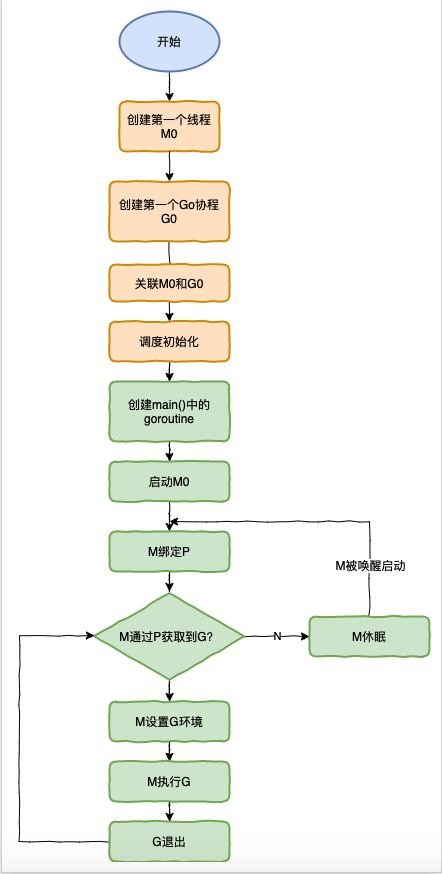 开始
创建第一个线程
M0
创建第一个Go协程
G0
关联M0和G0
调度初始化
创建main()中的
goroutine
启动M0
M绑定P
M被唤醒启动
M通过P获取到G?
N
M休眠
M设置G环境
M执行G
G退出